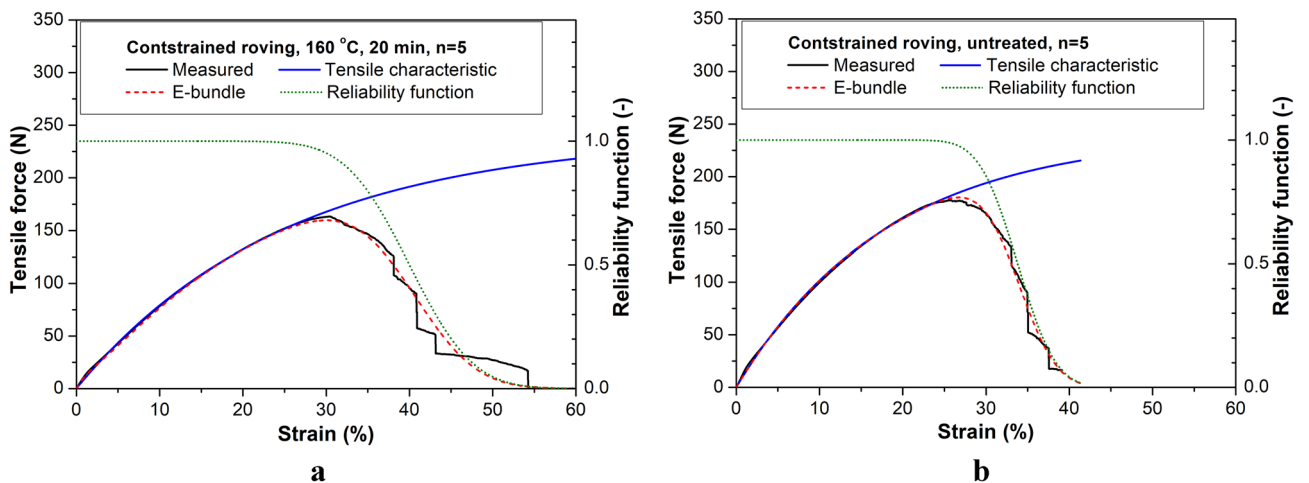 Contstrained roving, 160 °C, 20 min, n=5
Measured Tensile characteristic
E-bundle Reliability function
Tensile force (N)
350
300
250
200
150
100
50
0
0 10 20 30 40 50 60
Strain (%)
1.0
0.5
0.0
Reliability function (-)
a
Contstrained roving, untreated, n=5
Measured Tensile characteristic
E-bundle Reliability function
Tensile force (N)
350
300
250
200
150
100
50
0
0 10 20 30 40 50 60
Strain (%)
1.0
0.5
0.0
Reliability function (-)
b